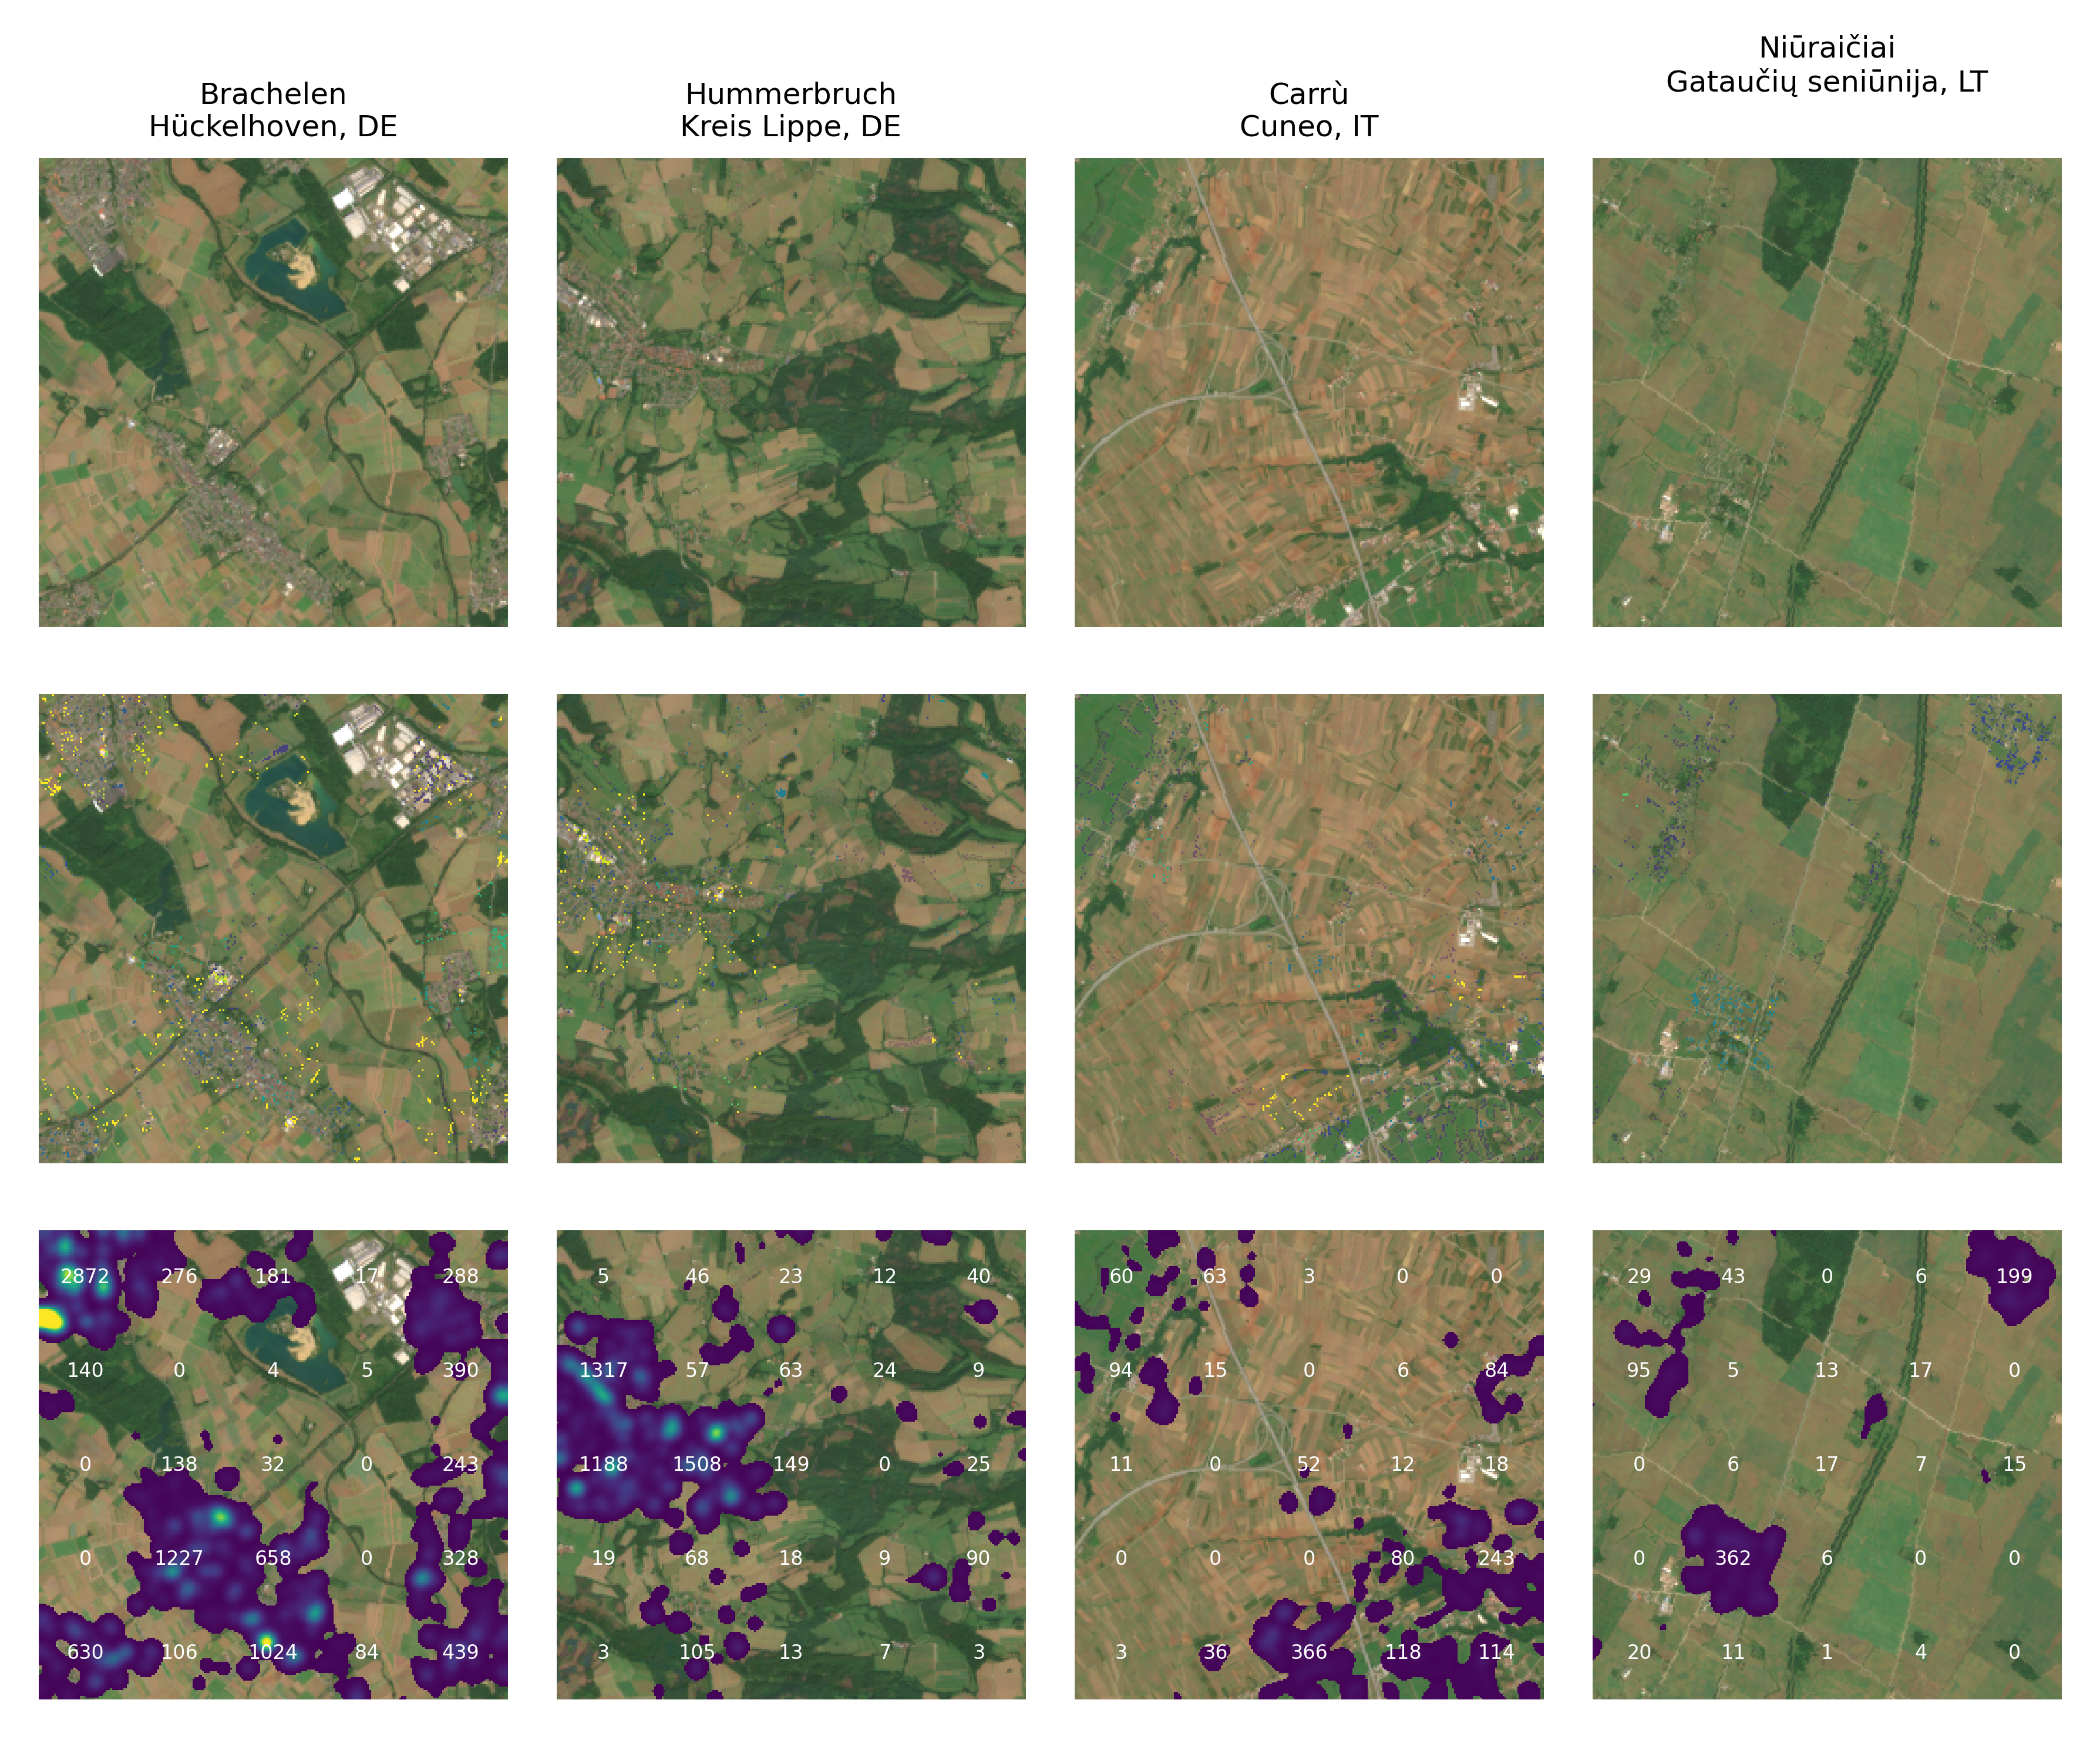 Brachelen
Hückelhoven, DE
Hummerbruch
Kreis Lippe, DE
Carrù
Cuneo, IT
Niūraičiai
Gataučių seniūnija, LT
2872 276 181 17 288
140 0 4 5 390
0 138 32 0 243
0 1227 658 0 328
630 106 1024 84 439
5 46 23 12 40
1317 57 63 24 9
1188 1508 149 0 25
19 68 18 9 90
3 105 13 7 3
60 63 3 0 0
94 15 0 6 84
11 0 52 12 18
0 0 0 80 243
3 36 366 118 114
29 43 0 6 199
95 5 13 17 0
0 6 17 7 15
0 362 6 0 0
20 11 1 4 0